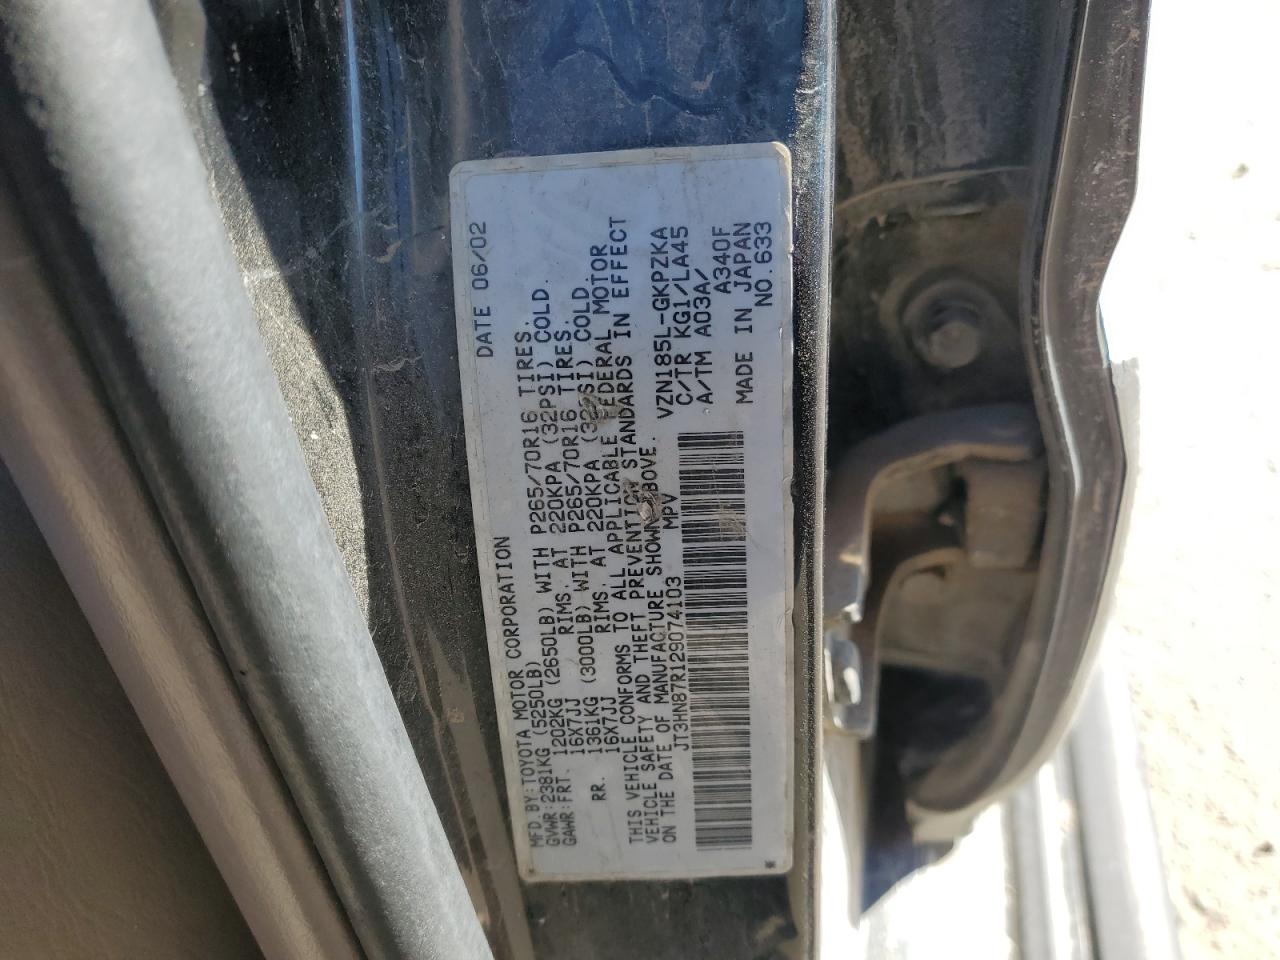 MFD. BY: TOYOTA MOTOR CORPORATION DATE 06/02
GVWR: 2381KG (5250LB)
GAWR: FRT. 1202KG (2650LB) WITH P265/70R16 TIRES.
16X7JJ RIMS. AT 220KPA (32PSI) COLD.
RR. 1361KG (3000LB) WITH P265/70R16 TIRES.
16X7JJ RIMS. AT 220KPA (32PSI) COLD.
THIS VEHICLE CONFORMS TO ALL APPLICABLE FEDERAL MOTOR
VEHICLE SAFETY AND THEFT PREVENTION STANDARDS IN EFFECT
ON THE DATE OF MANUFACTURE SHOWN ABOVE.
JT3HN87R129074103 MPV VZN185L-GKPZKA
C/TR KG1/LA45
A/TM A03A/ A340F
MADE IN JAPAN
NO.633